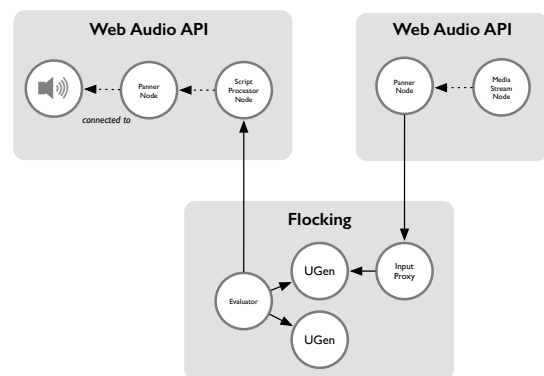 Web Audio API
Panner
Node
Script
Processor
Node
connected to
Web Audio API
Panner
Node
Media
Stream
Node
Flocking
Evaluator
UGen
UGen
Input
Proxy